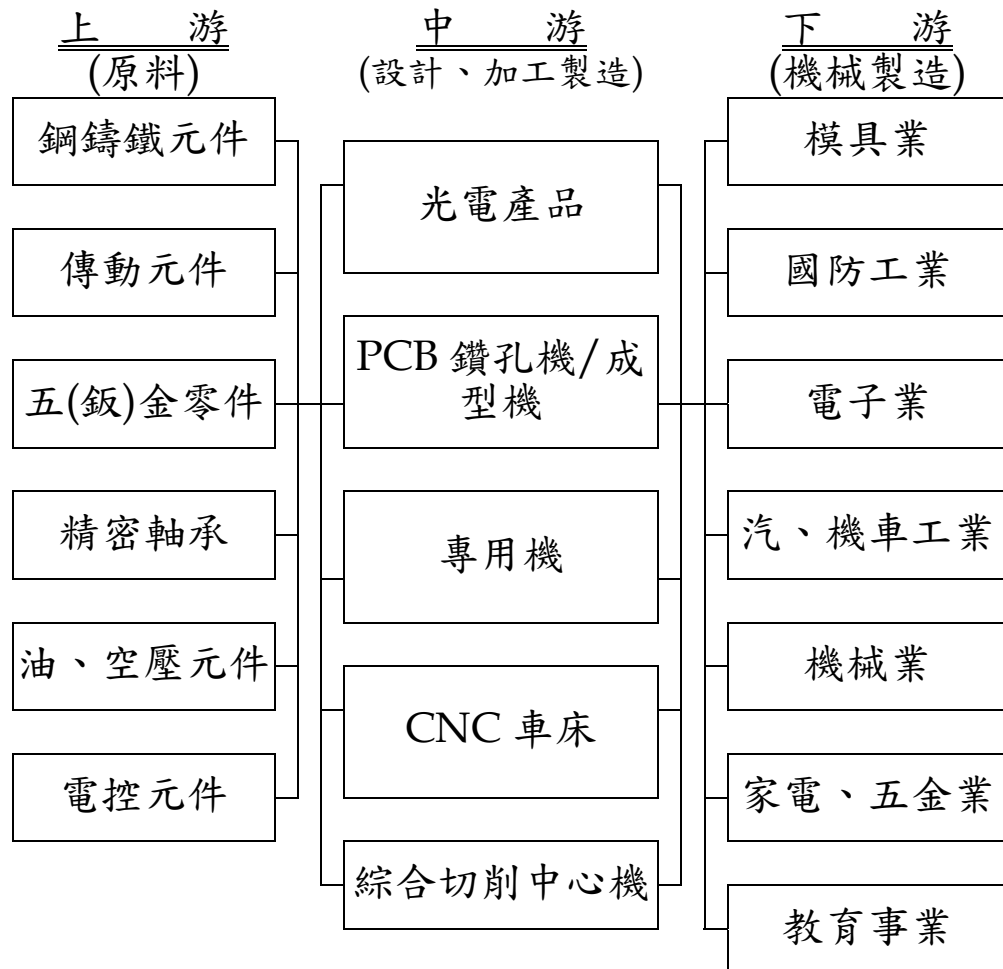 上游
(原料)
鋼鑄鐵元件
傳動元件
五(鈑)金零件
精密軸承
油、空壓元件
電控元件
中游
(設計、加工製造)
光電產品
PCB 鑽孔機/成
型機
專用機
CNC 車床
綜合切削中心機
下游
(機械製造)
模具業
國防工業
電子業
汽、機車工業
機械業
家電、五金業
教育事業